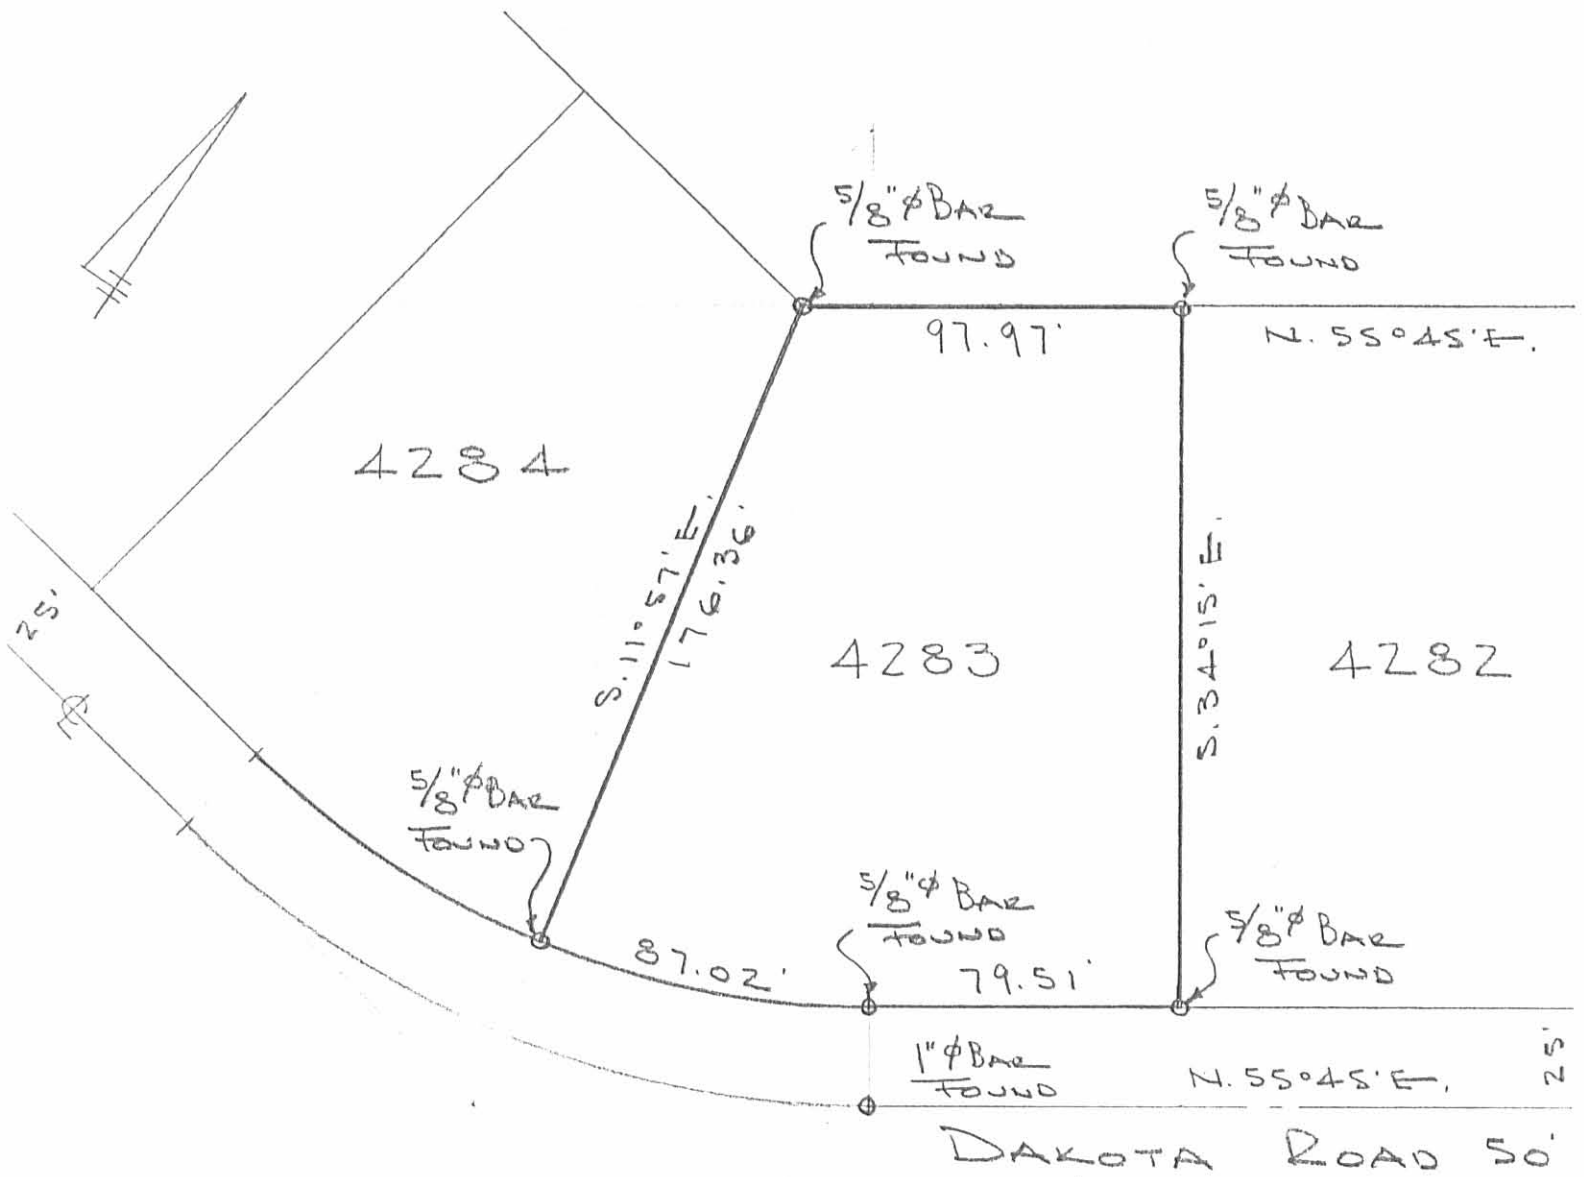 5/8" ⌀ BAR
FOUND
5/8" ⌀ BAR
FOUND
97.97'
N. 55° 45' E.
4284
S. 11° 57' E.
176.36'
25'
4283
S. 34° 15' E.
4282
5/8" ⌀ BAR
FOUND
5/8" ⌀ BAR
FOUND
5/8" ⌀ BAR
FOUND
87.02'
79.51'
1" ⌀ BAR
FOUND
N. 55° 45' E.
25'
DAKOTA ROAD 50'